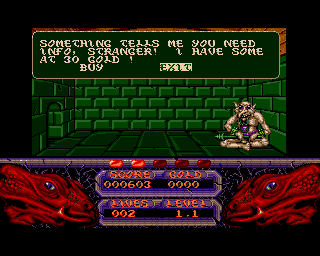 SOMETHING TELLS ME YOU NEED
INFO, STRANGER! I HAVE SOME
AT 30 GOLD !
BUY EXIT
SCORE GOLD
000603 0000
LIVES LEVEL
002 1.1